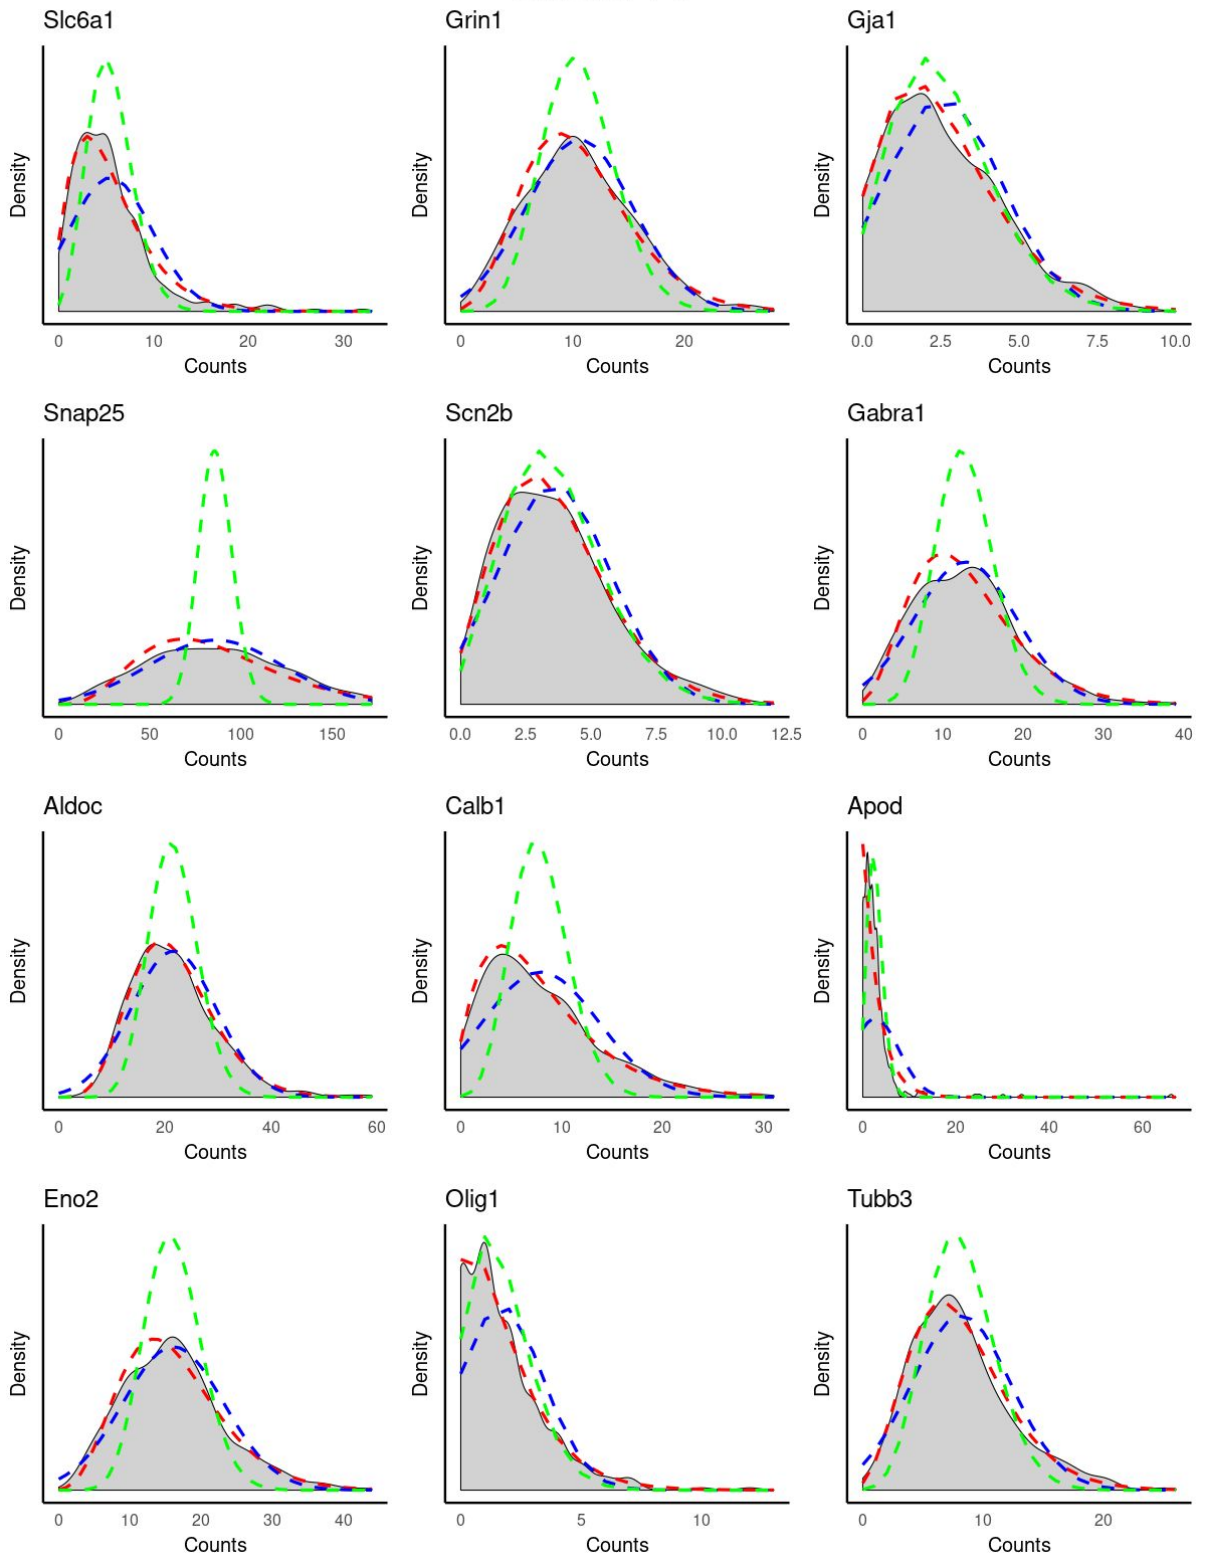 Slc6a1 Grin1 Gja1
Density Density Density
0 10 20 30 0 10 20 0.0 2.5 5.0 7.5 10.0
Counts Counts Counts
Snap25 Scn2b Gabra1
Density Density Density
0 50 100 150 0.0 2.5 5.0 7.5 10.0 12.5 0 10 20 30 40
Counts Counts Counts
Aldoc Calb1 Apod
Density Density Density
0 20 40 60 0 10 20 30 0 20 40 60
Counts Counts Counts
Eno2 Olig1 Tubb3
Density Density Density
0 10 20 30 40 0 5 10 0 10 20
Counts Counts Counts